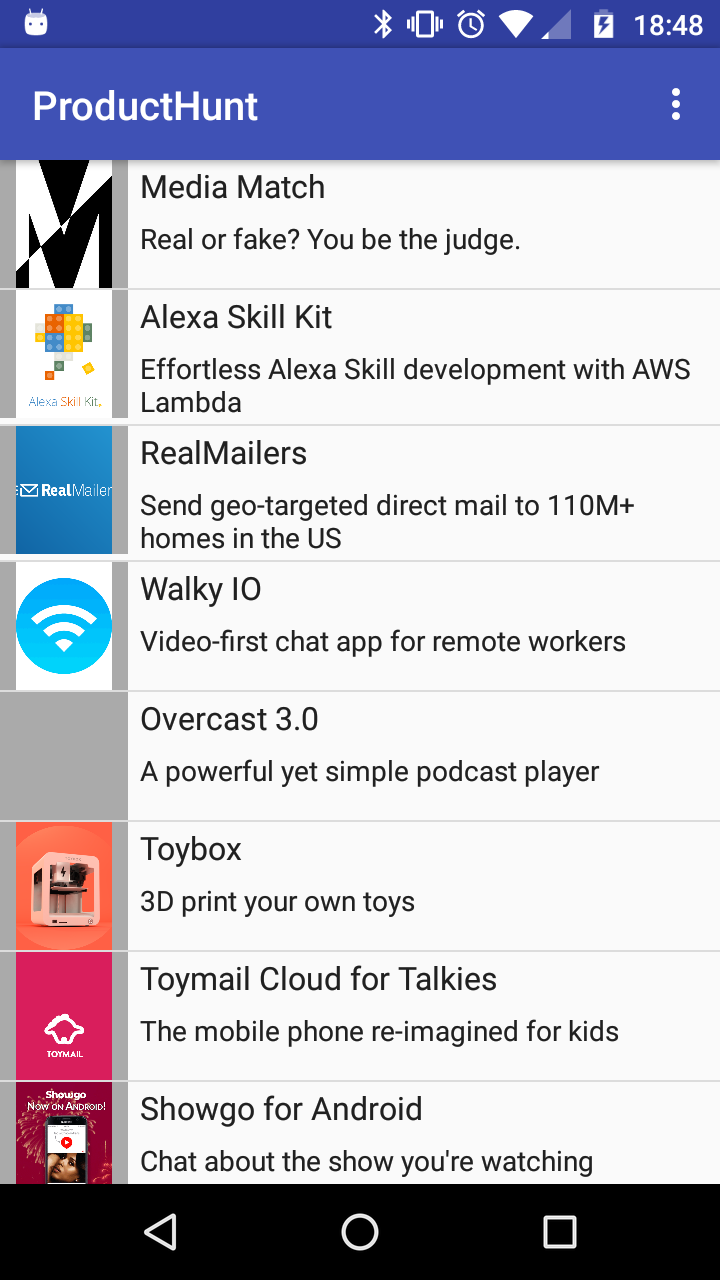 18:48
ProductHunt
Media Match
Real or fake? You be the judge.
Alexa Skill Kit
Effortless Alexa Skill development with AWS
Lambda
Alexa Skill Kit.
RealMailers
RealMailer
Send geo-targeted direct mail to 110M+
homes in the US
Walky IO
Video-first chat app for remote workers
Overcast 3.0
A powerful yet simple podcast player
Toybox
3D print your own toys
Toymail Cloud for Talkies
The mobile phone re-imagined for kids
TOYMAIL
Showgo
NOW ON ANDROID!
Showgo for Android
Chat about the show you're watching